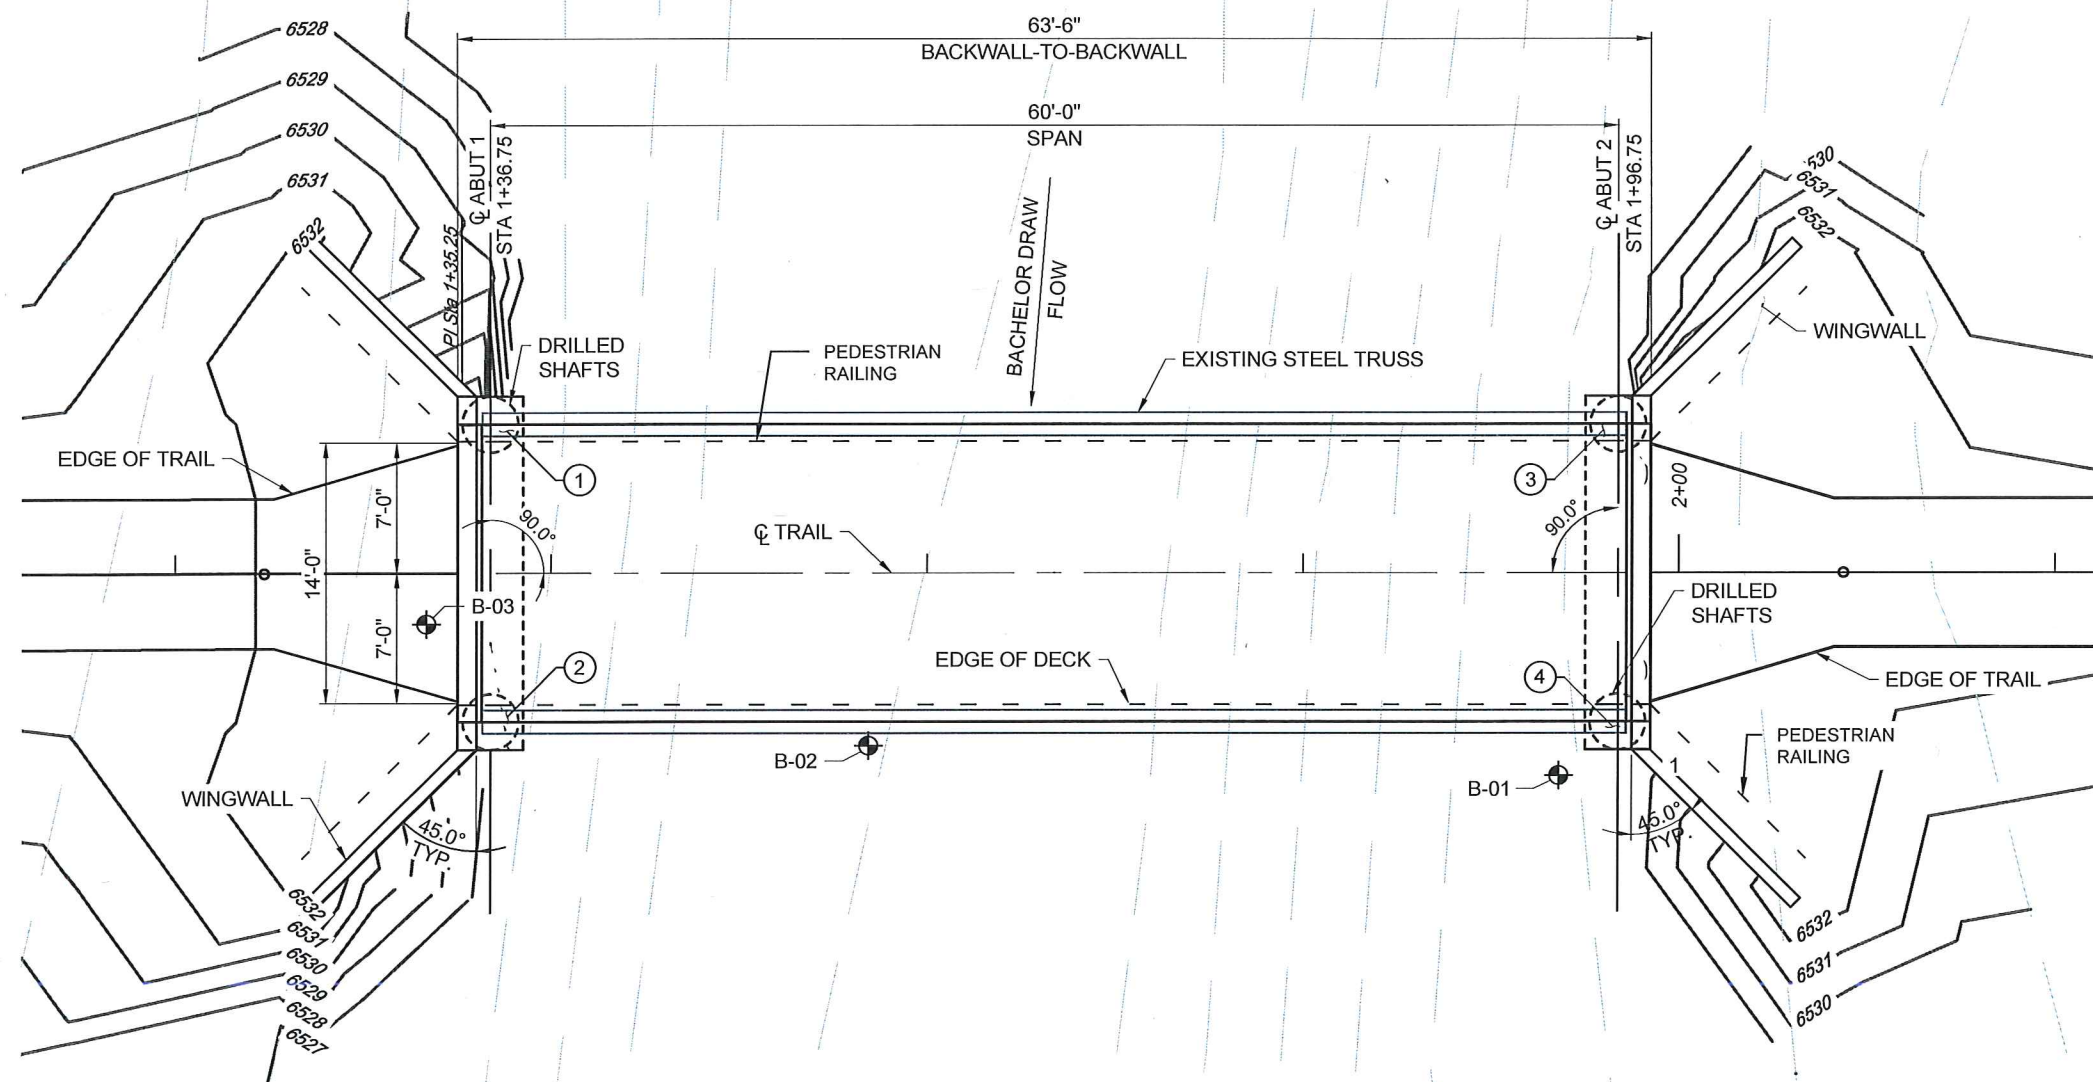 6528
6529
6530
6531
6532
63'-6"
BACKWALL-TO-BACKWALL
60'-0"
SPAN
℄ ABUT 1
STA 1+36.75
PI Sta 1+35.25
℄ ABUT 2
STA 1+96.75
6530
6531
6532
BACHELOR DRAW
FLOW
DRILLED
SHAFTS
PEDESTRIAN
RAILING
EXISTING STEEL TRUSS
WINGWALL
EDGE OF TRAIL
1
3
2+00
7'-0"
14'-0"
7'-0"
90.0°
90.0°
℄ TRAIL
B-03
DRILLED
SHAFTS
2
EDGE OF DECK
4
EDGE OF TRAIL
B-02
B-01
PEDESTRIAN
RAILING
1
WINGWALL
45.0°
TYP.
45.0°
TYP.
6532
6531
6530
6529
6528
6527
6532
6531
6530